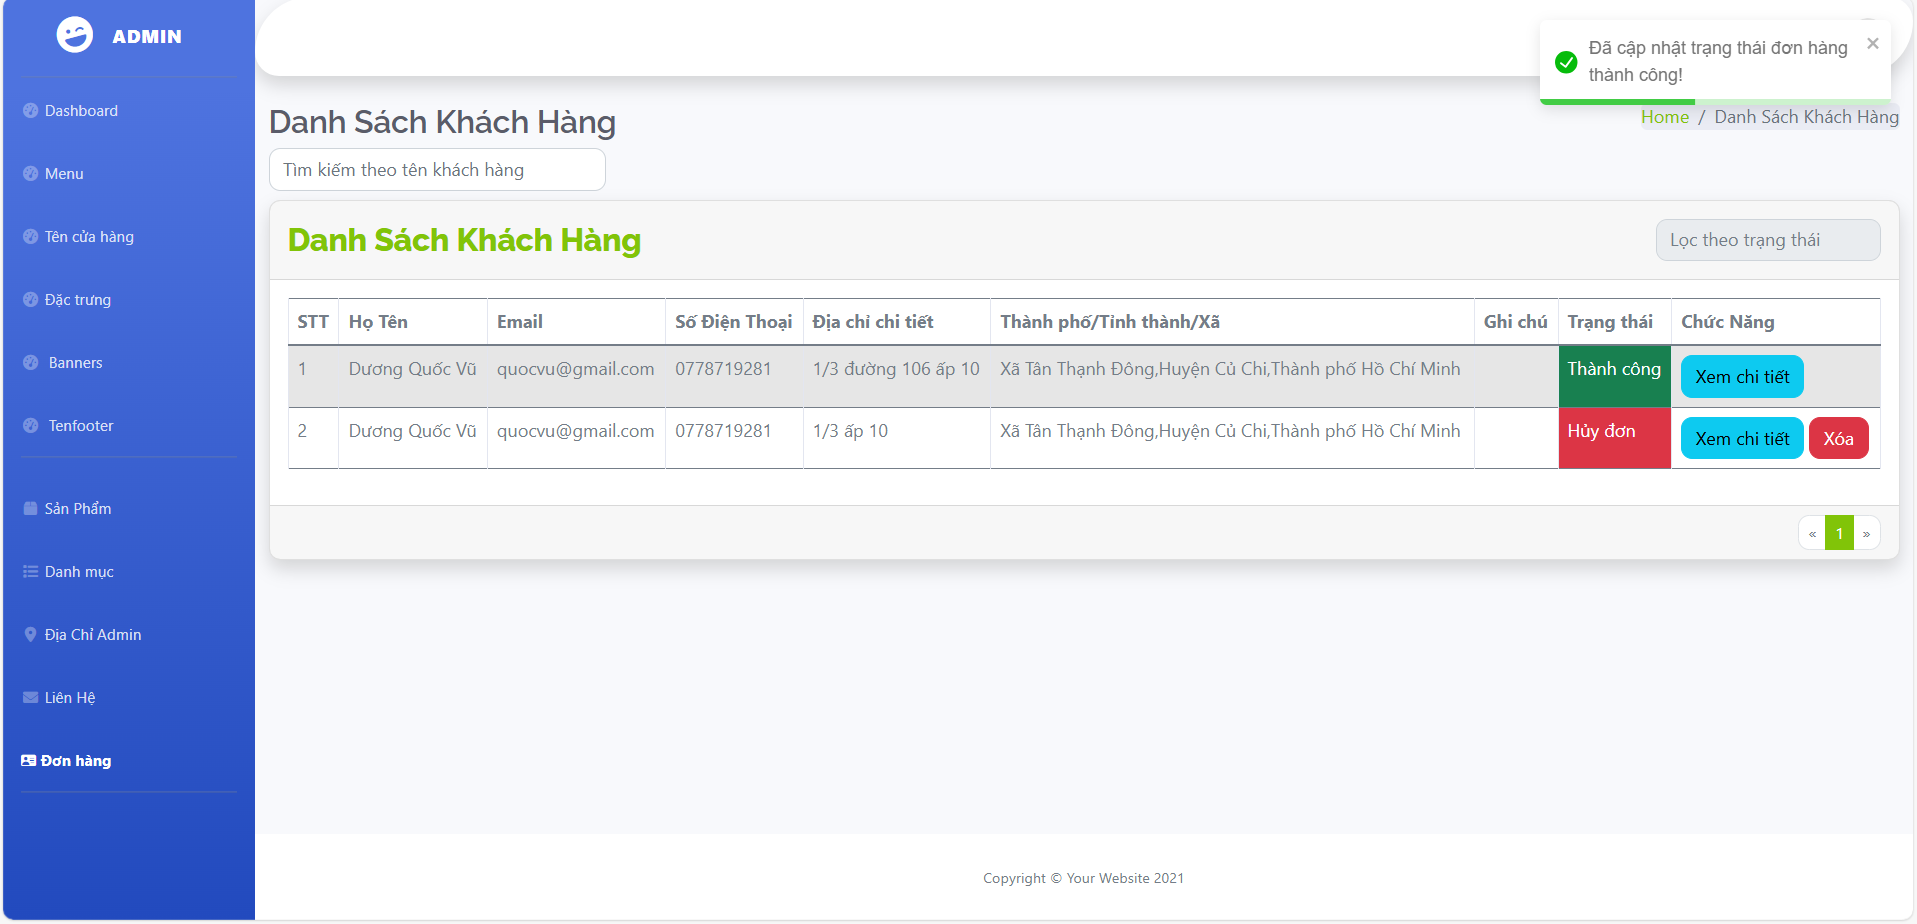 ADMIN
Dashboard
Menu
Tên cửa hàng
Đặc trưng
Banners
Tenfooter
Sản Phẩm
Danh mục
Địa Chỉ Admin
Liên Hệ
Đơn hàng
Đã cập nhật trạng thái đơn hàng
thành công!
Danh Sách Khách Hàng
Home / Danh Sách Khách Hàng
Tìm kiếm theo tên khách hàng
Danh Sách Khách Hàng
Lọc theo trạng thái
STT Họ Tên Email Số Điện Thoại Địa chỉ chi tiết Thành phố/Tỉnh thành/Xã Ghi chú Trạng thái Chức Năng
1 Dương Quốc Vũ quocvu@gmail.com 0778719281 1/3 đường 106 ấp 10 Xã Tân Thạnh Đông,Huyện Củ Chi,Thành phố Hồ Chí Minh Thành công Xem chi tiết
2 Dương Quốc Vũ quocvu@gmail.com 0778719281 1/3 ấp 10 Xã Tân Thạnh Đông,Huyện Củ Chi,Thành phố Hồ Chí Minh Hủy đơn Xem chi tiết Xóa
« 1 »
Copyright © Your Website 2021